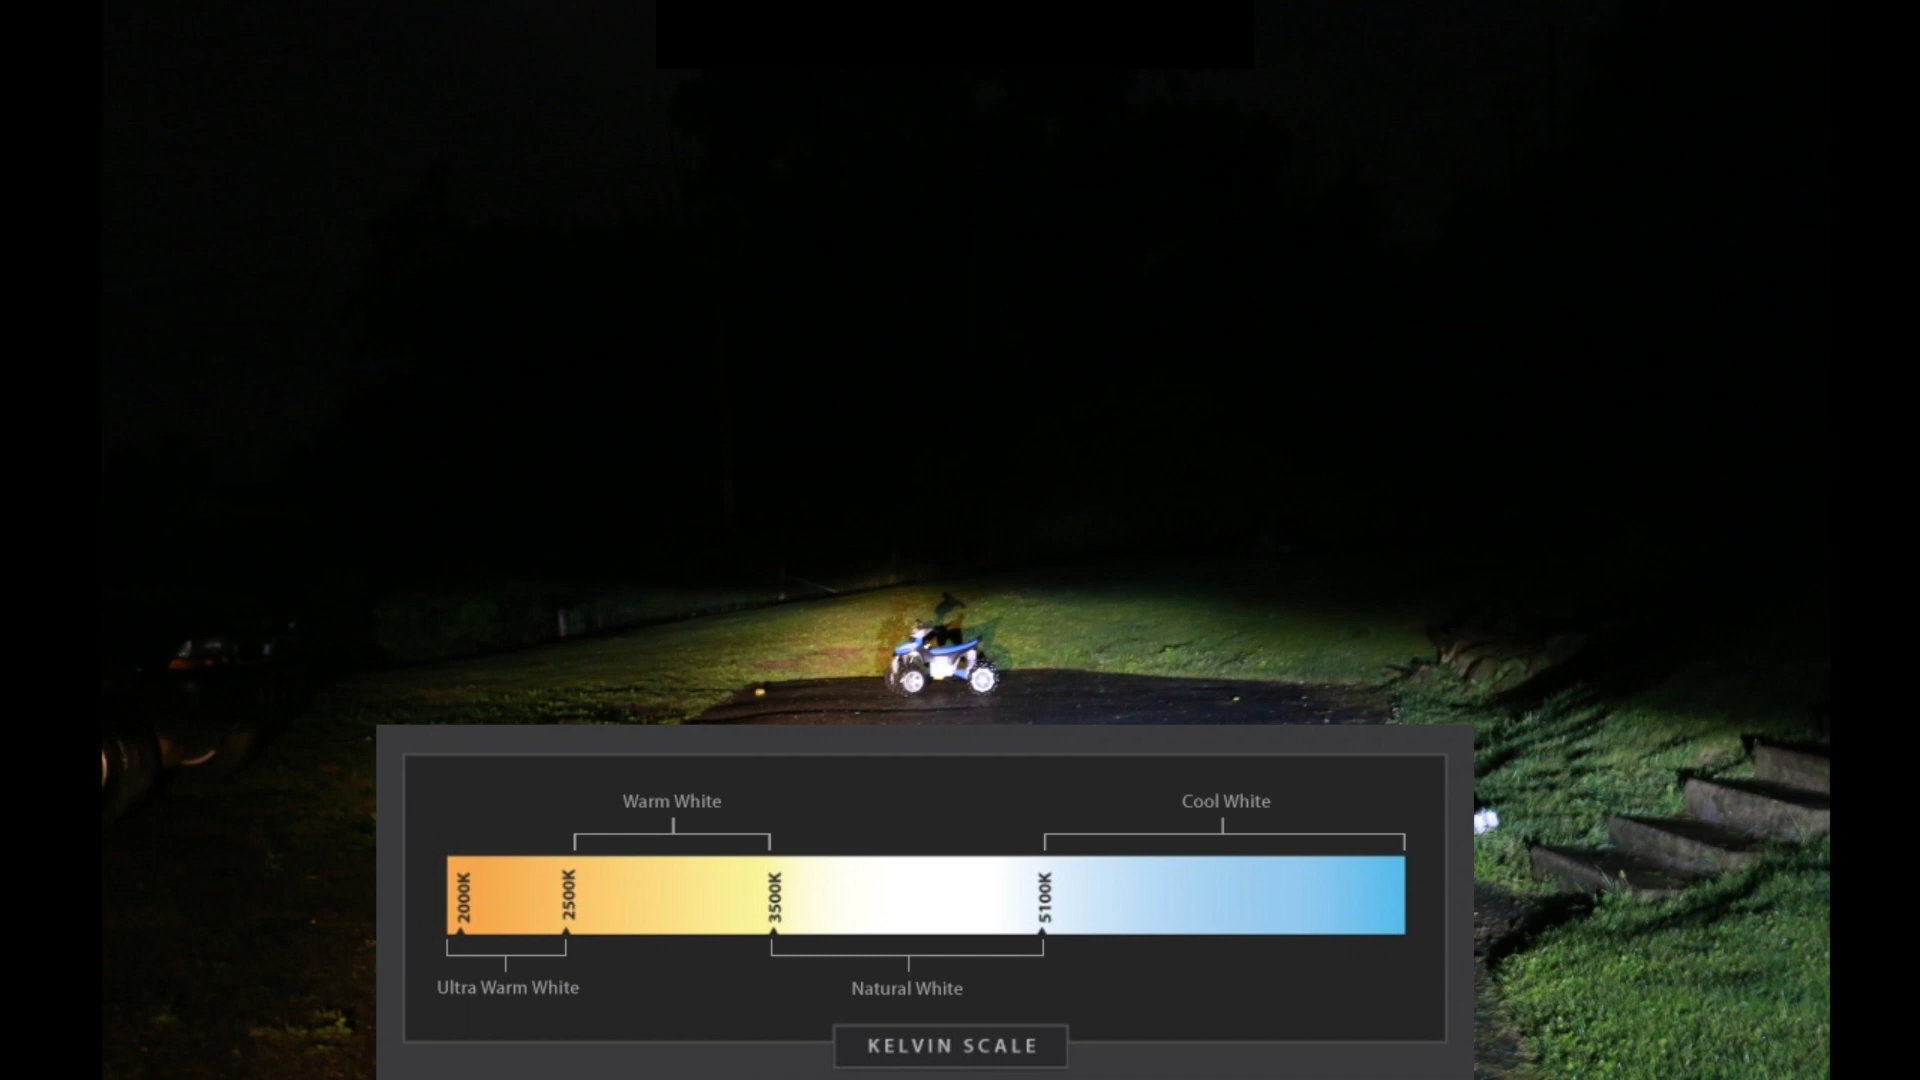 Warm White
Cool White
2000K
2500K
3500K
5100K
Ultra Warm White
Natural White
KELVIN SCALE